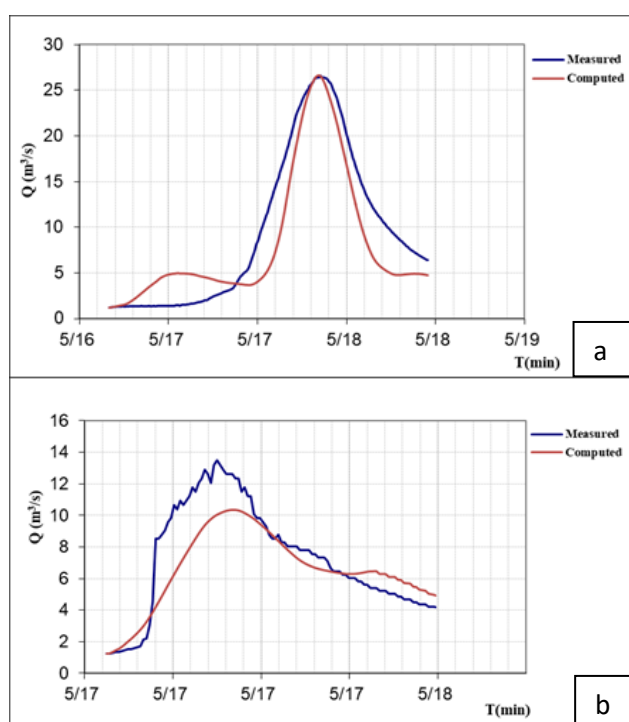 30
25
20
15
10
5
0
Q (m³/s)
5/16 5/17 5/17 5/18 5/18 5/19
T(min)
Measured
Computed
a
16
14
12
10
8
6
4
2
0
Q (m³/s)
5/17 5/17 5/17 5/17 5/18
T(min)
Measured
Computed
b